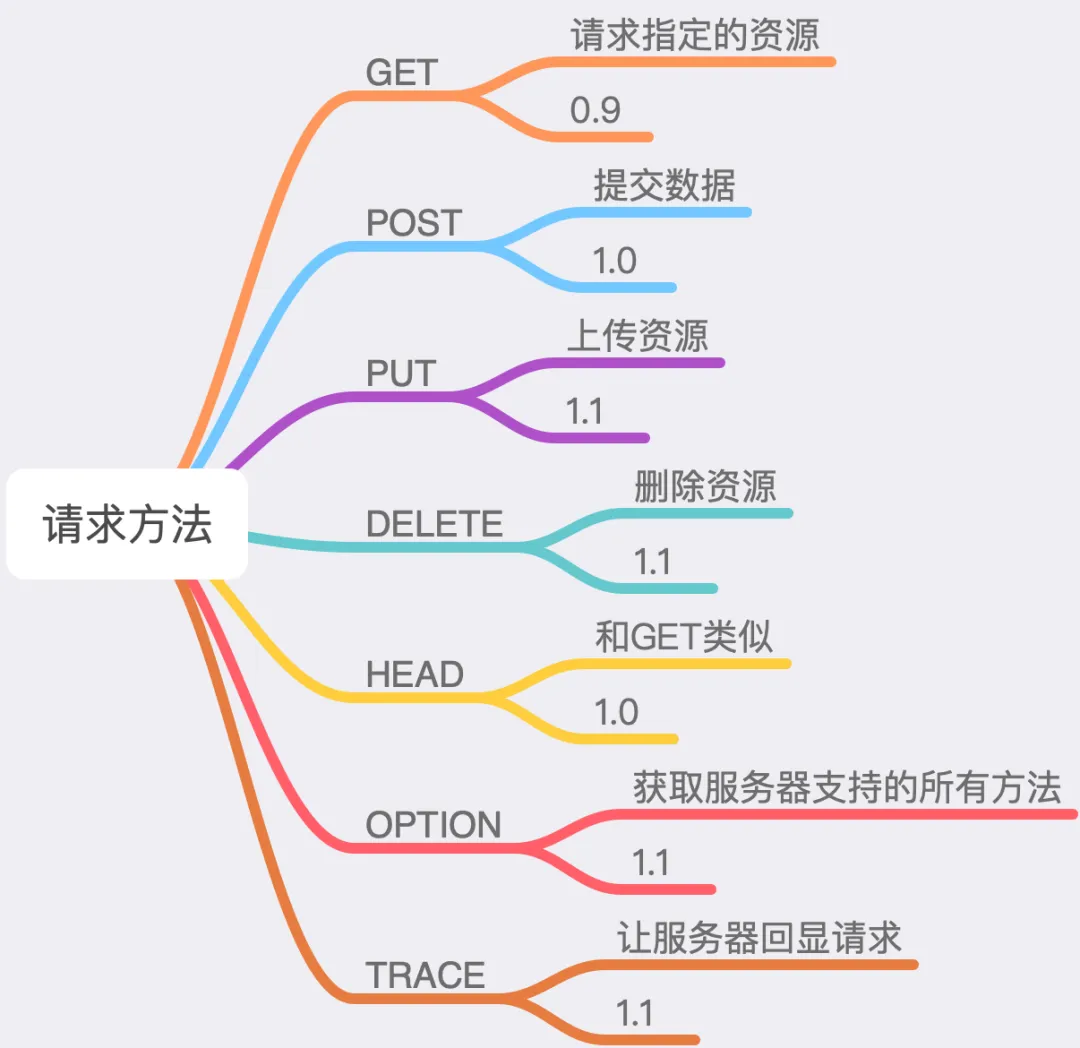 请求指定的资源
GET
0.9
提交数据
POST
1.0
上传资源
PUT
1.1
删除资源
请求方法
DELETE
1.1
和GET类似
HEAD
1.0
获取服务器支持的所有方法
OPTION
1.1
让服务器回显请求
TRACE
1.1